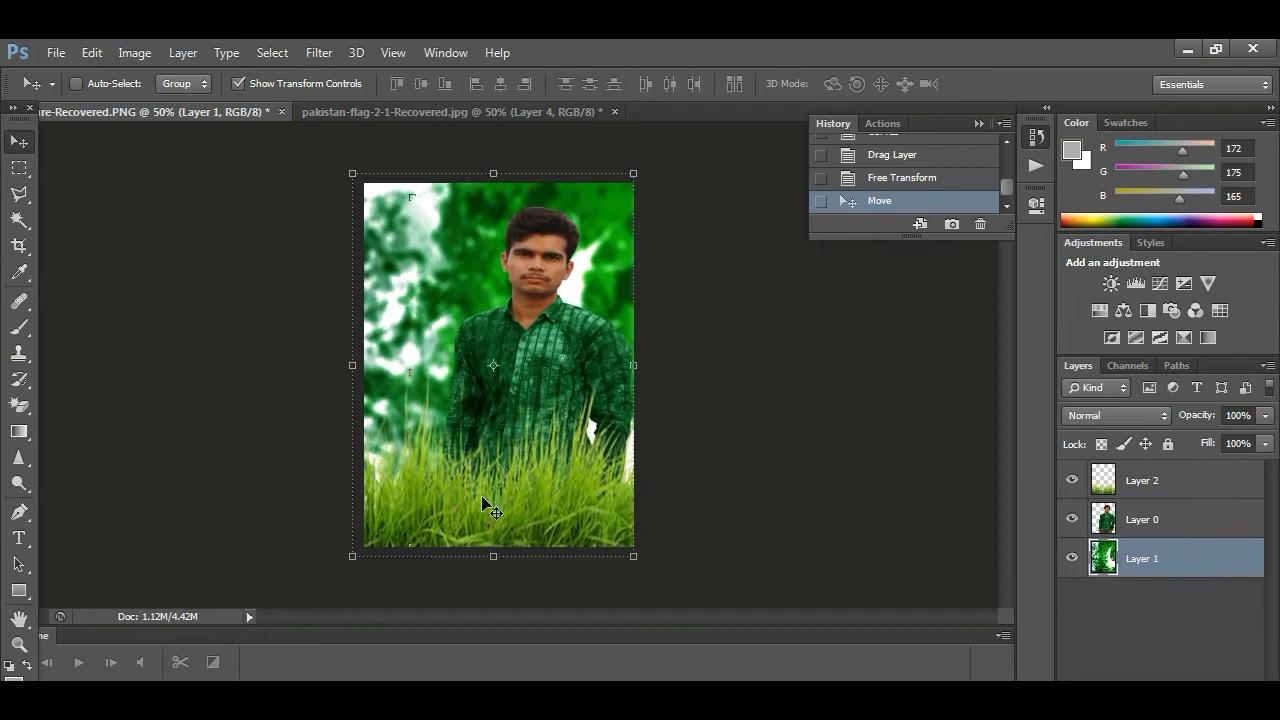 Ps File Edit Image Layer Type Select Filter 3D View Window Help
Auto-Select: Group Show Transform Controls 3D Mode: Essentials
re-Recovered.PNG @ 50% (Layer 1, RGB/8) * × pakistan-flag-2-1-Recovered.jpg @ 50% (Layer 4, RGB/8) * ×
History Actions
Drag Layer
Free Transform
Move
Color Swatches
R 172
G 175
B 165
Adjustments Styles
Add an adjustment
Layers Channels Paths
Kind
Normal Opacity: 100%
Lock: Fill: 100%
Layer 2
Layer 0
Layer 1
Doc: 1.12M/4.42M
ne